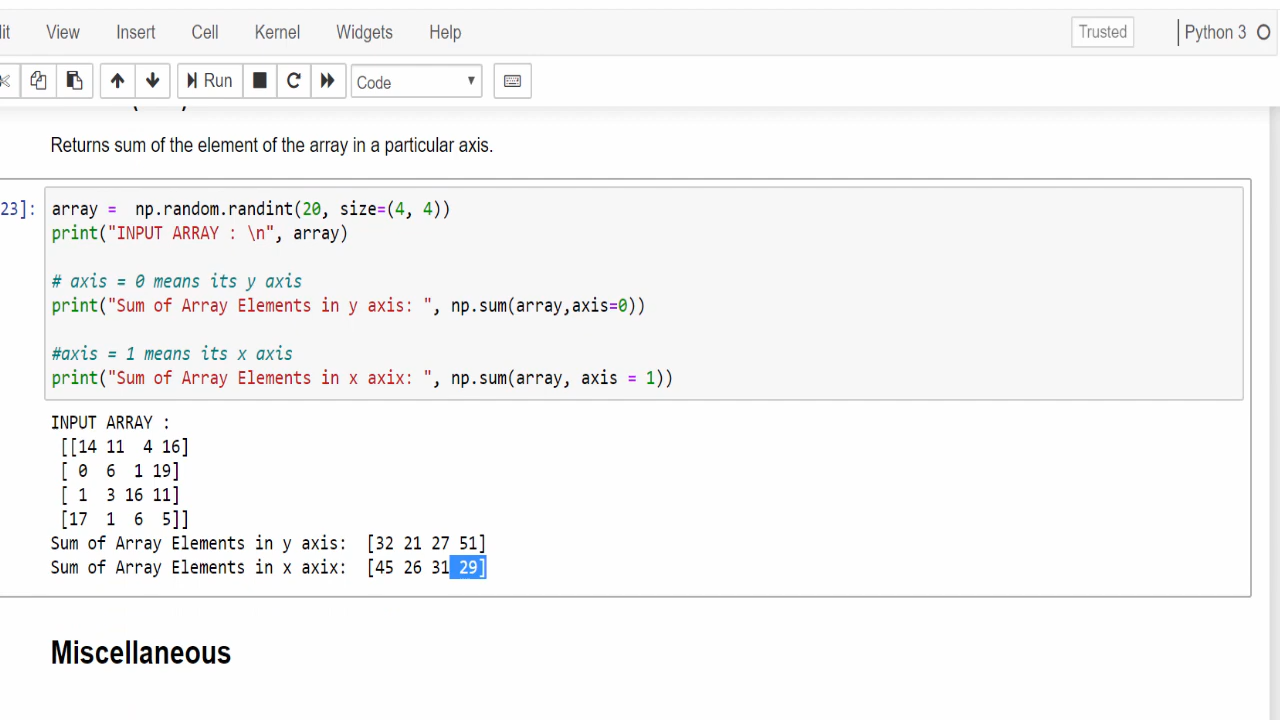 it View Insert Cell Kernel Widgets Help Trusted Python 3
Run Code
Returns sum of the element of the array in a particular axis.
23]: array =  np.random.randint(20, size=(4, 4))
print("INPUT ARRAY : \n", array)
# axis = 0 means its y axis
print("Sum of Array Elements in y axis: ", np.sum(array,axis=0))
#axis = 1 means its x axis
print("Sum of Array Elements in x axix: ", np.sum(array, axis = 1))
INPUT ARRAY :
[[14 11  4 16]
[ 0  6  1 19]
[ 1  3 16 11]
[17  1  6  5]]
Sum of Array Elements in y axis:  [32 21 27 51]
Sum of Array Elements in x axix:  [45 26 31 29]
Miscellaneous